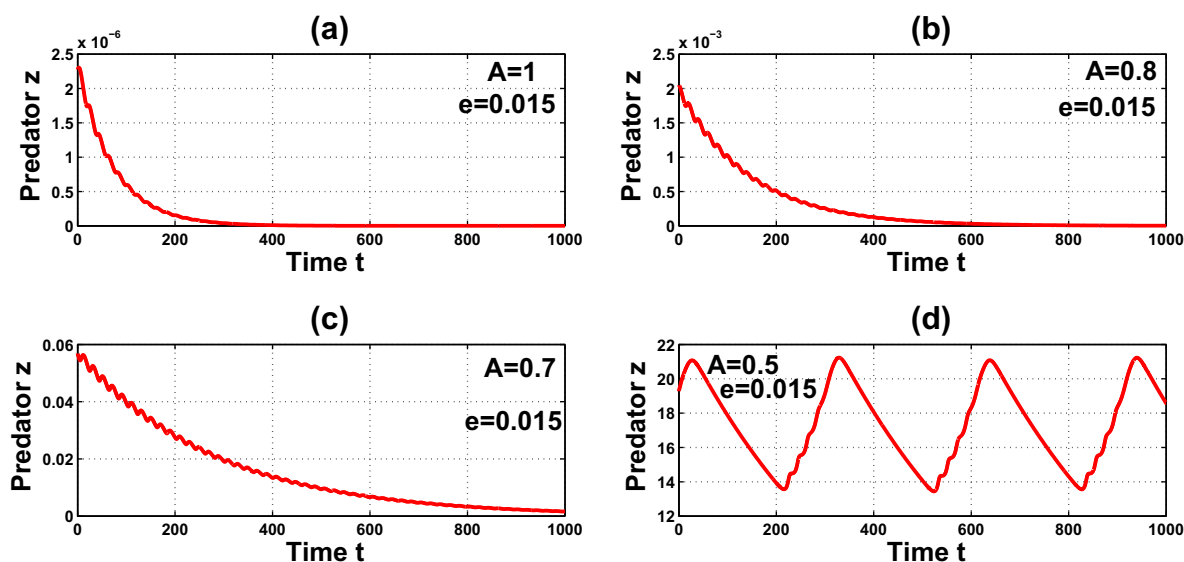 (a)
x 10⁻⁶
2.5
2
1.5
1
0.5
0
0 200 400 600 800 1000
Predator z
Time t
A=1
e=0.015
(b)
x 10⁻³
2.5
2
1.5
1
0.5
0
0 200 400 600 800 1000
Predator z
Time t
A=0.8
e=0.015
(c)
0.06
0.04
0.02
0
0 200 400 600 800 1000
Predator z
Time t
A=0.7
e=0.015
(d)
22
20
18
16
14
12
0 200 400 600 800 1000
Predator z
Time t
A=0.5
e=0.015